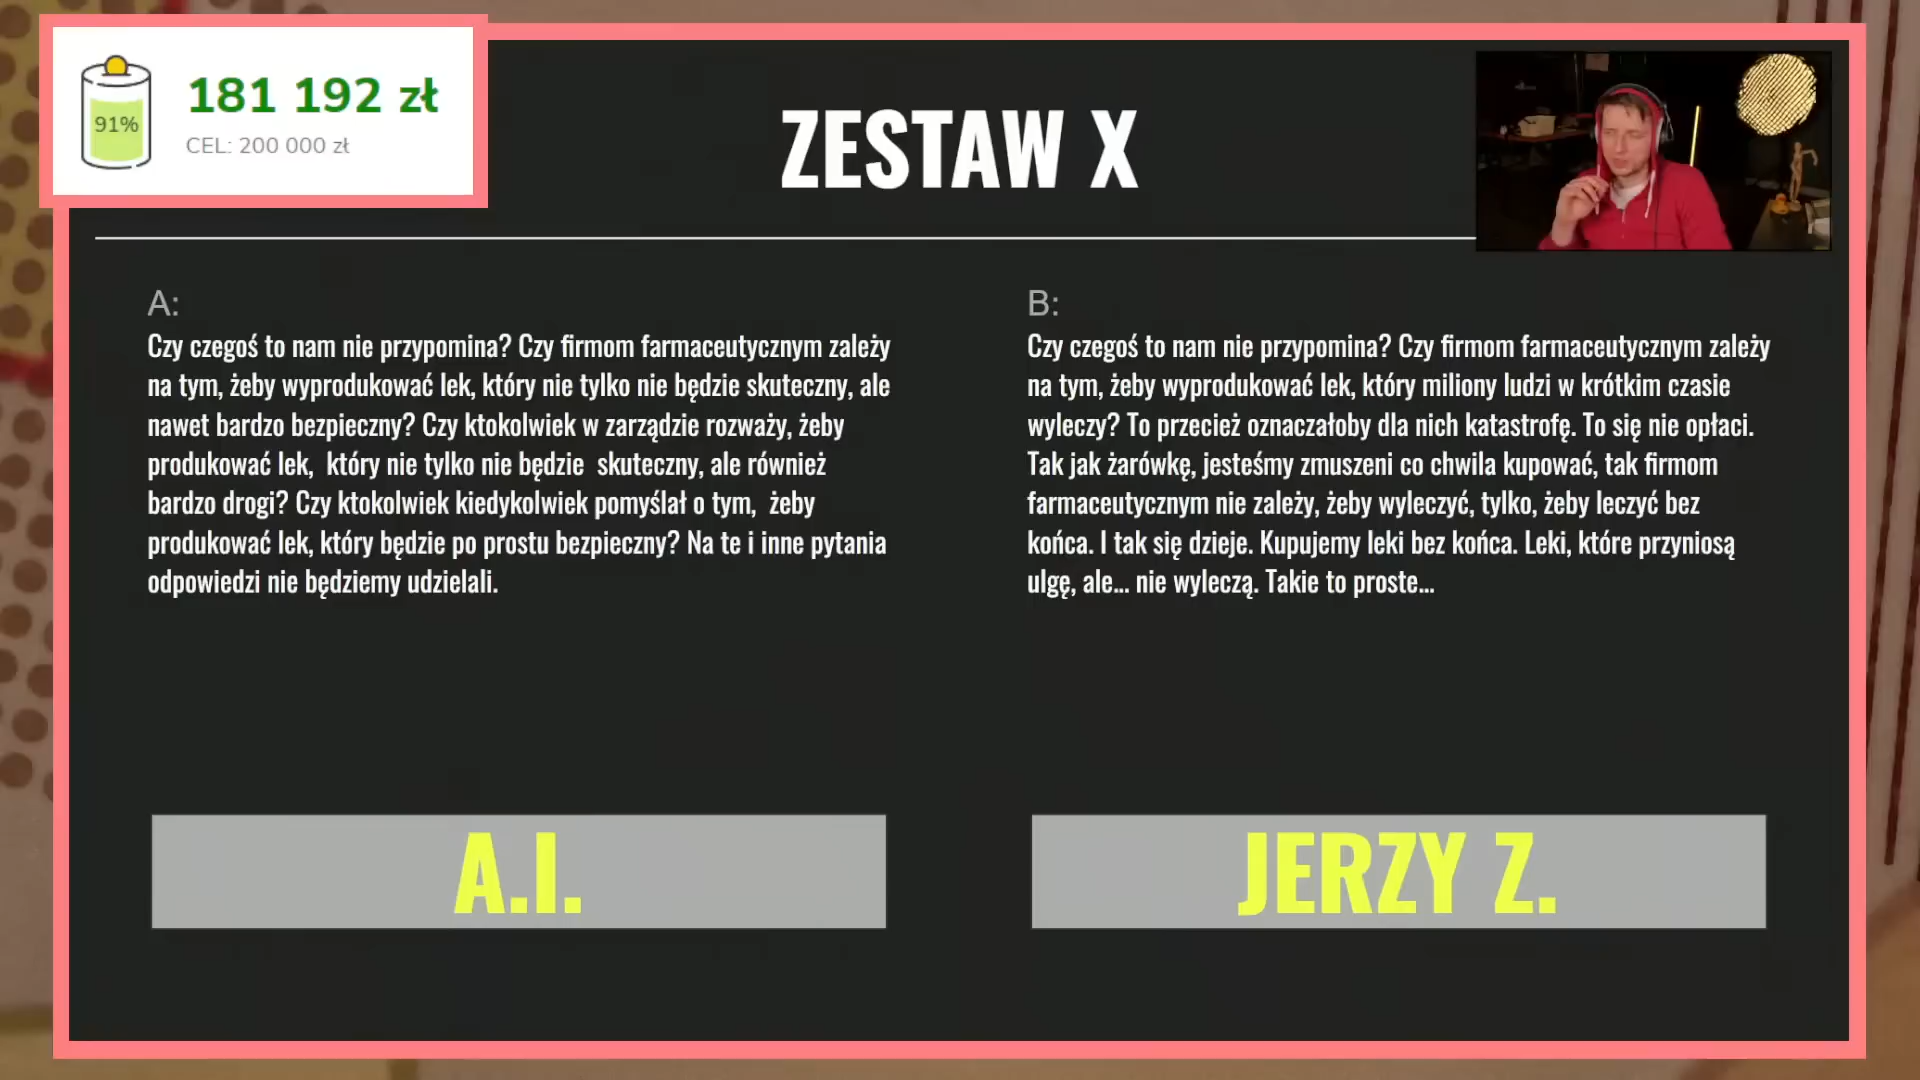 181 192 zł
91%
CEL: 200 000 zł
ZESTAW X
A:
Czy czegoś to nam nie przypomina? Czy firmom farmaceutycznym zależy
na tym, żeby wyprodukować lek, który nie tylko nie będzie skuteczny, ale
nawet bardzo bezpieczny? Czy ktokolwiek w zarządzie rozważy, żeby
produkować lek,  który nie tylko nie będzie  skuteczny, ale również
bardzo drogi? Czy ktokolwiek kiedykolwiek pomyślał o tym,  żeby
produkować lek, który będzie po prostu bezpieczny? Na te i inne pytania
odpowiedzi nie będziemy udzielali.
A.I.
B:
Czy czegoś to nam nie przypomina? Czy firmom farmaceutycznym zależy
na tym, żeby wyprodukować lek, który miliony ludzi w krótkim czasie
wyleczy? To przecież oznaczałoby dla nich katastrofę. To się nie opłaci.
Tak jak żarówkę, jesteśmy zmuszeni co chwila kupować, tak firmom
farmaceutycznym nie zależy, żeby wyleczyć, tylko, żeby leczyć bez
końca. I tak się dzieje. Kupujemy leki bez końca. Leki, które przyniosą
ulgę, ale... nie wyleczą. Takie to proste...
JERZY Z.